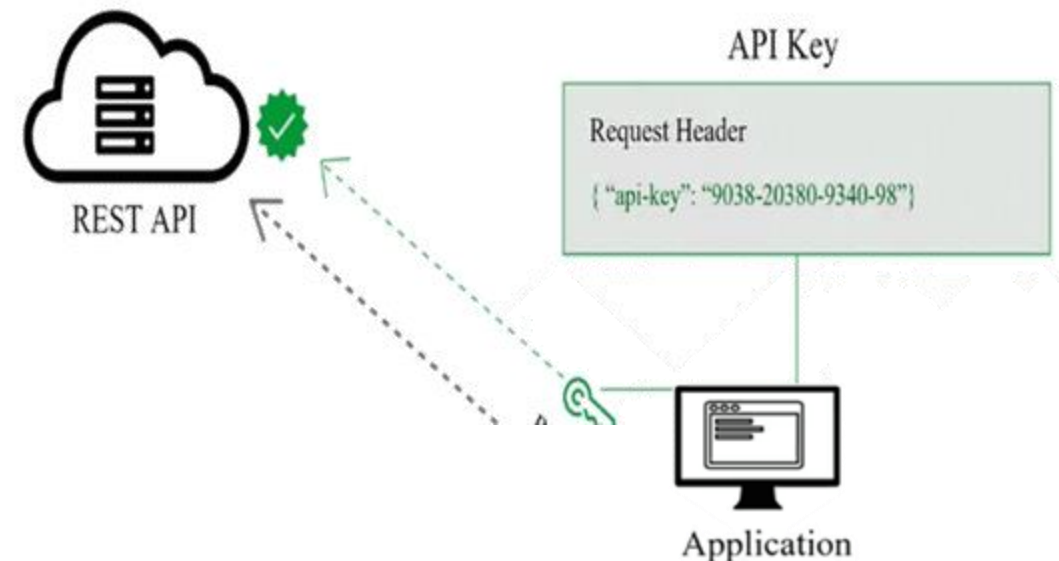 API Key
Request Header
{ “api-key”: “9038-20380-9340-98”}
REST API
Application